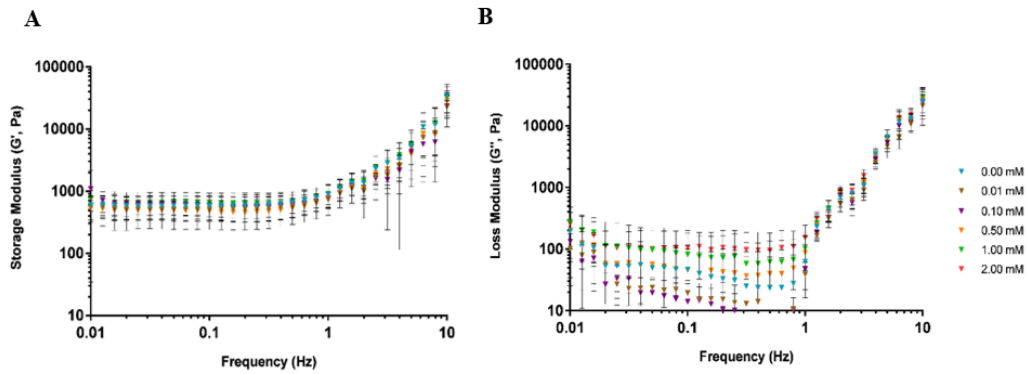 A
B
100000
10000
1000
100
10
Storage Modulus (G', Pa)
0.01
0.1
1
10
Frequency (Hz)
100000
10000
1000
100
10
Loss Modulus (G'', Pa)
0.01
0.1
1
10
Frequency (Hz)
0.00 mM
0.01 mM
0.10 mM
0.50 mM
1.00 mM
2.00 mM